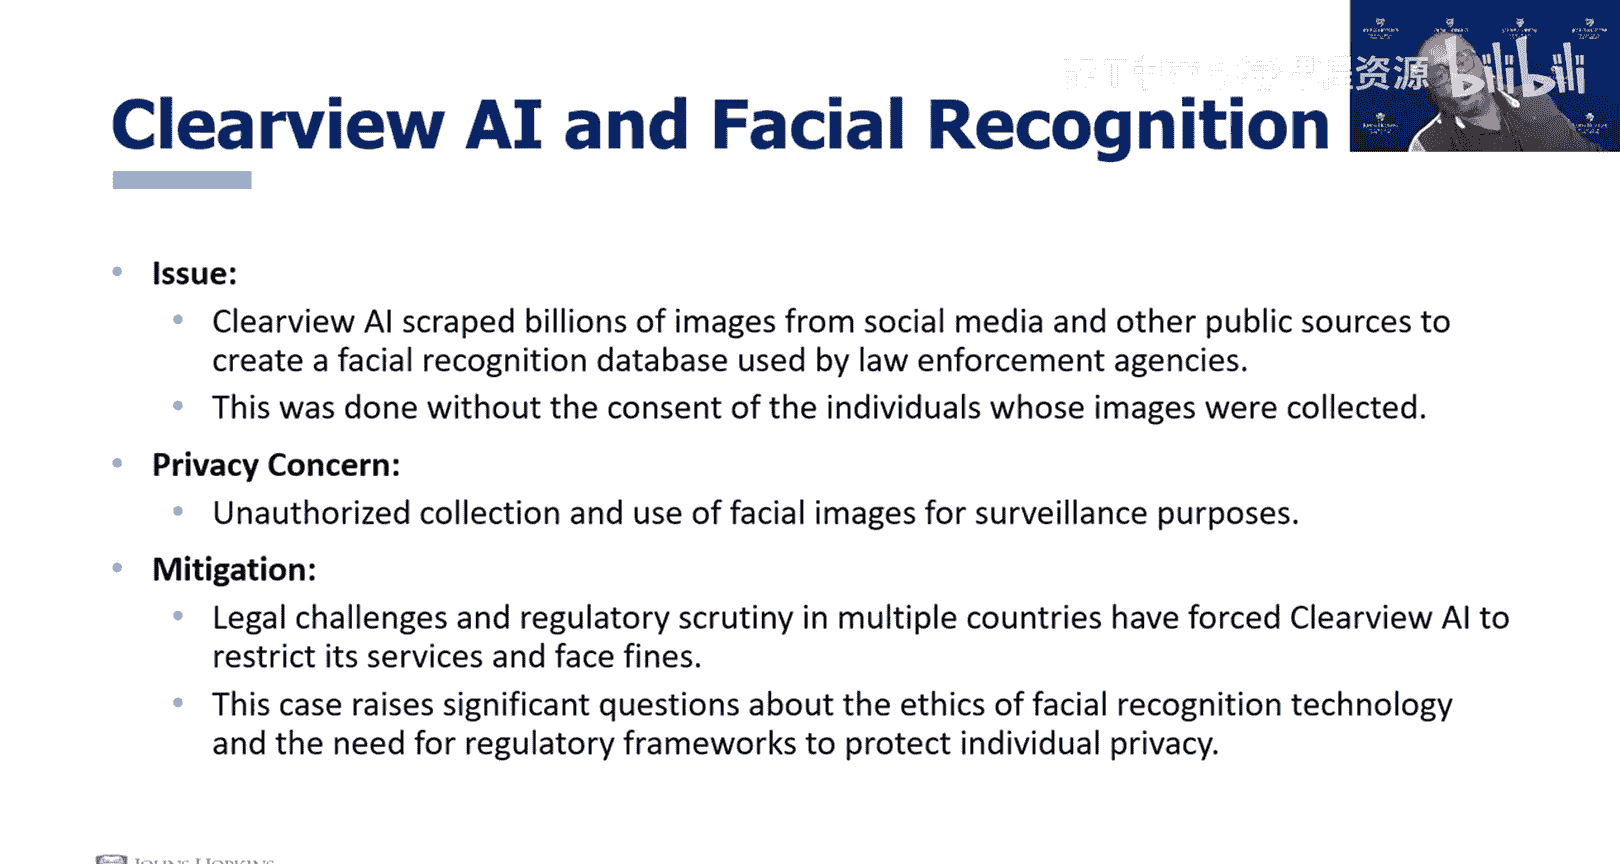 资源
bilibili
Clearview AI and Facial Recognition
Issue:
Clearview AI scraped billions of images from social media and other public sources to
create a facial recognition database used by law enforcement agencies.
This was done without the consent of the individuals whose images were collected.
Privacy Concern:
Unauthorized collection and use of facial images for surveillance purposes.
Mitigation:
Legal challenges and regulatory scrutiny in multiple countries have forced Clearview AI to
restrict its services and face fines.
This case raises significant questions about the ethics of facial recognition technology
and the need for regulatory frameworks to protect individual privacy.
JOHNS HOPKINS